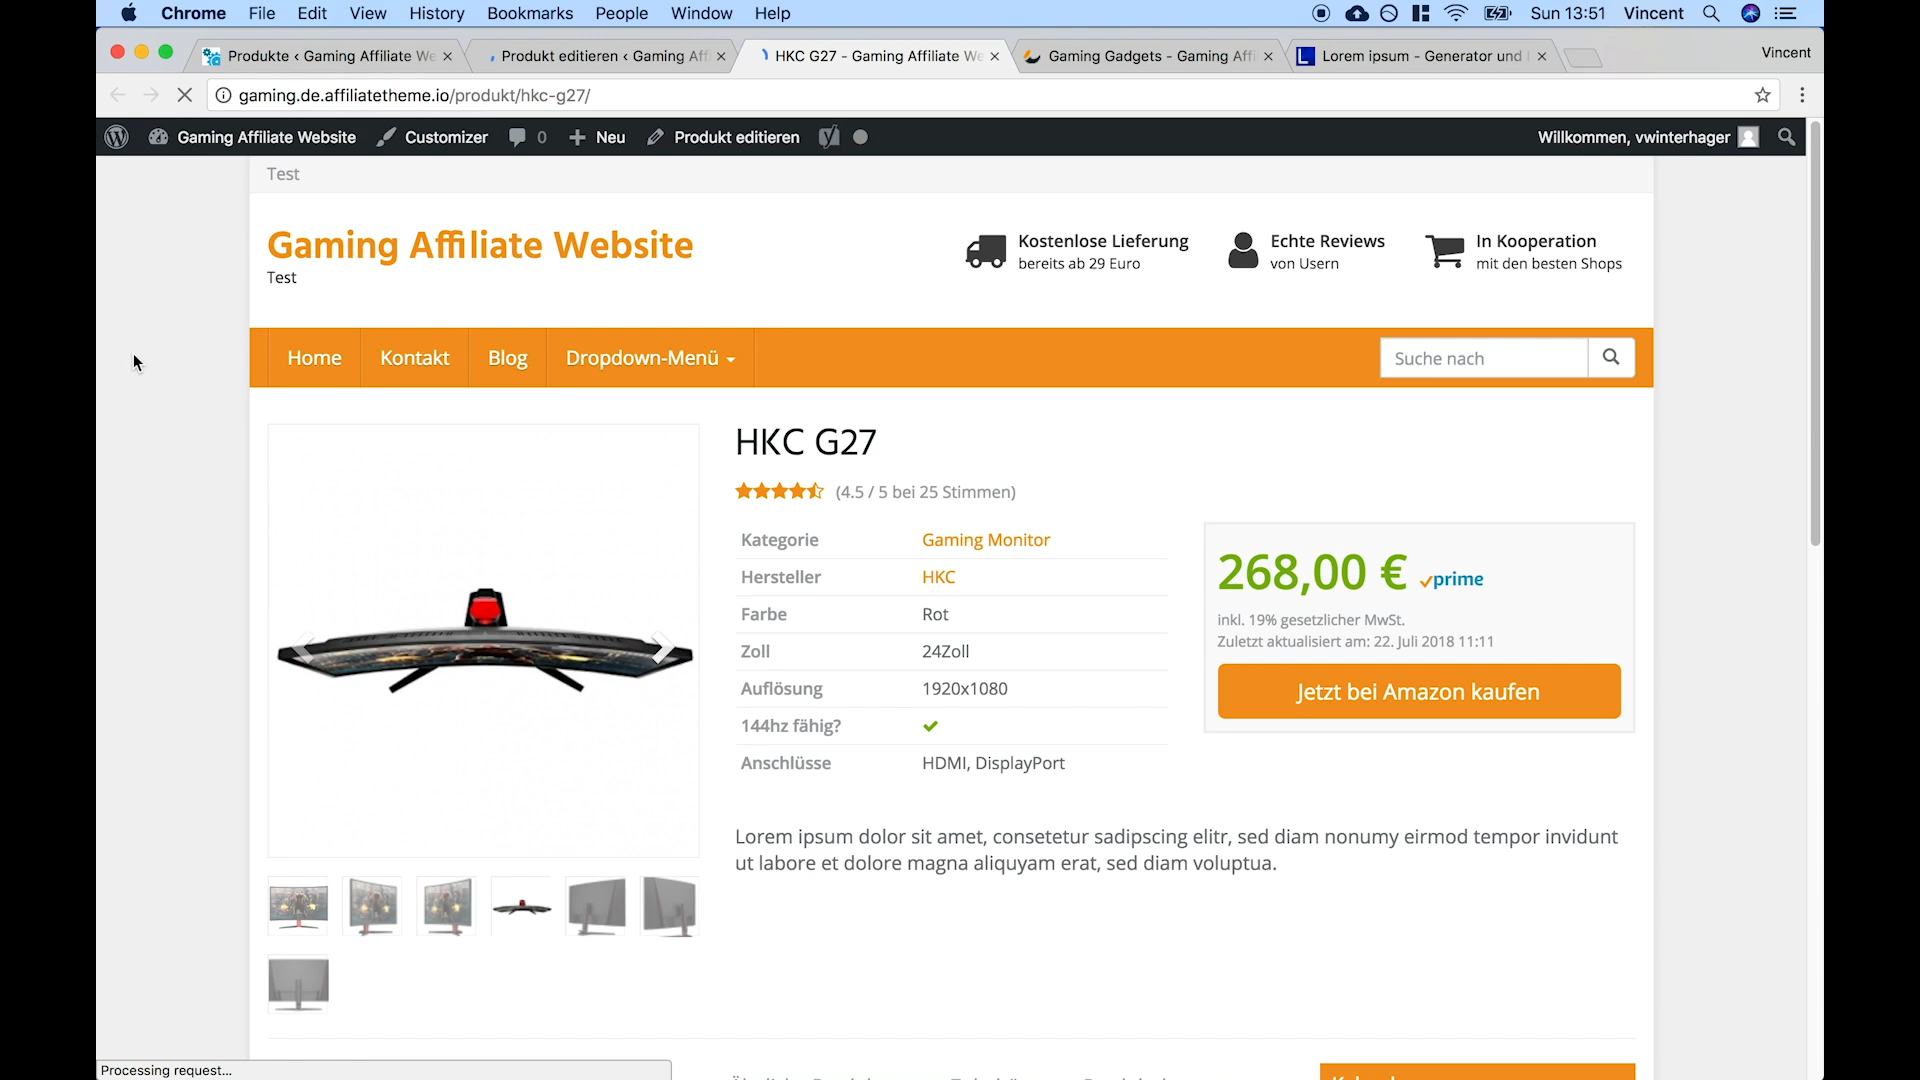 Chrome File Edit View History Bookmarks People Window Help Sun 13:51 Vincent
Produkte ‹ Gaming Affiliate We Produkt editieren ‹ Gaming Aff HKC G27 - Gaming Affiliate We Gaming Gadgets - Gaming Affi Lorem ipsum - Generator und Vincent
gaming.de.affiliatetheme.io/produkt/hkc-g27/
Gaming Affiliate Website Customizer 0 Neu Produkt editieren Willkommen, vwinterhager
Test
Gaming Affiliate Website
Test
Kostenlose Lieferung
bereits ab 29 Euro
Echte Reviews
von Usern
In Kooperation
mit den besten Shops
Home Kontakt Blog Dropdown-Menü Suche nach
HKC G27
(4.5 / 5 bei 25 Stimmen)
Kategorie Gaming Monitor
Hersteller HKC
Farbe Rot
Zoll 24Zoll
Auflösung 1920x1080
144hz fähig?
Anschlüsse HDMI, DisplayPort
268,00 € prime
inkl. 19% gesetzlicher MwSt.
Zuletzt aktualisiert am: 22. Juli 2018 11:11
Jetzt bei Amazon kaufen
Lorem ipsum dolor sit amet, consetetur sadipscing elitr, sed diam nonumy eirmod tempor invidunt
ut labore et dolore magna aliquyam erat, sed diam voluptua.
Processing request...